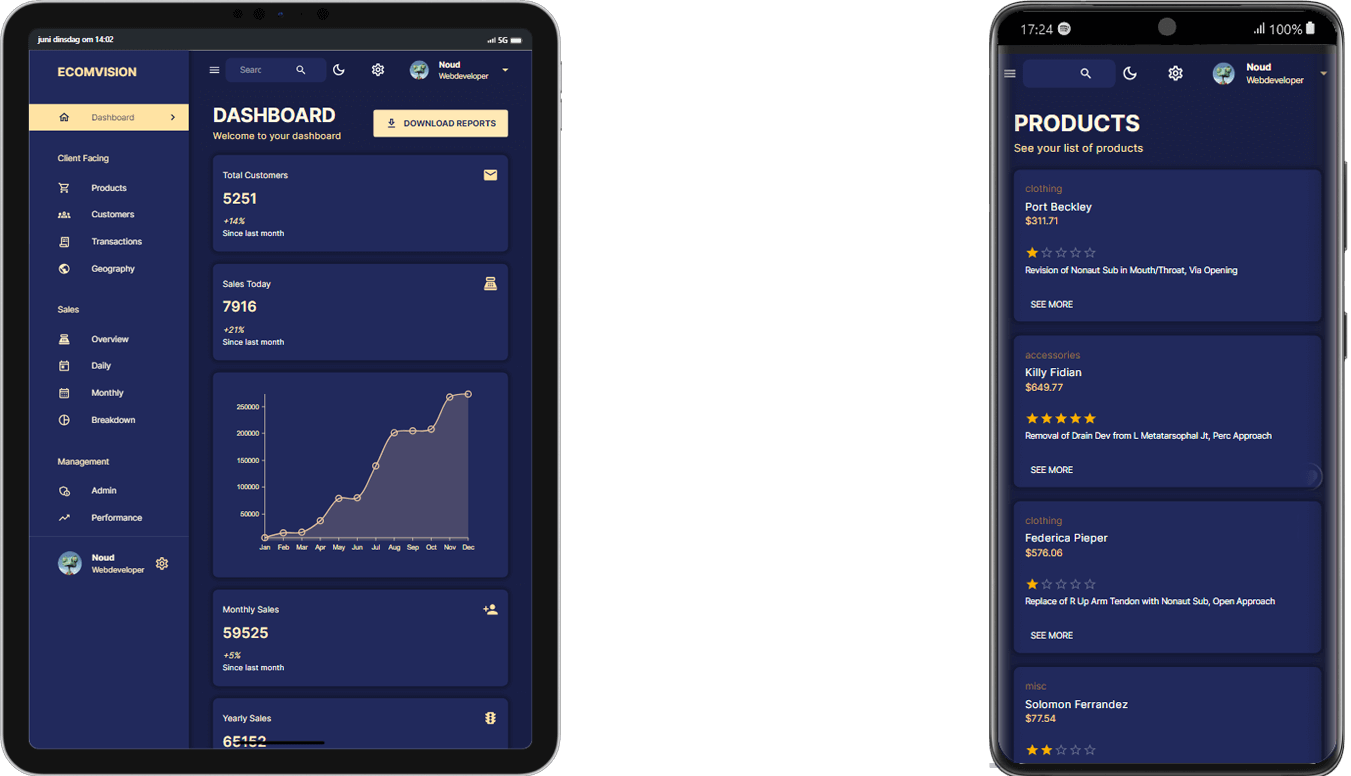 juni dinsdag om 14:02
5G
ECOMVISION
Dashboard
Client Facing
Products
Customers
Transactions
Geography
Sales
Overview
Daily
Monthly
Breakdown
Management
Admin
Performance
Noud
Webdeveloper
Searc
Noud
Webdeveloper
DASHBOARD
Welcome to your dashboard
DOWNLOAD REPORTS
Total Customers
5251
+14%
Since last month
Sales Today
7916
+21%
Since last month
250000
200000
150000
100000
50000
Jan Feb Mar Apr May Jun Jul Aug Sep Oct Nov Dec
Monthly Sales
59525
+5%
Since last month
Yearly Sales
65152
17:24
100%
Noud
Webdeveloper
PRODUCTS
See your list of products
clothing
Port Beckley
$311.71
Revision of Nonaut Sub in Mouth/Throat, Via Opening
SEE MORE
accessories
Killy Fidian
$649.77
Removal of Drain Dev from L Metatarsophal Jt, Perc Approach
SEE MORE
clothing
Federica Pieper
$576.06
Replace of R Up Arm Tendon with Nonaut Sub, Open Approach
SEE MORE
misc
Solomon Ferrandez
$77.54